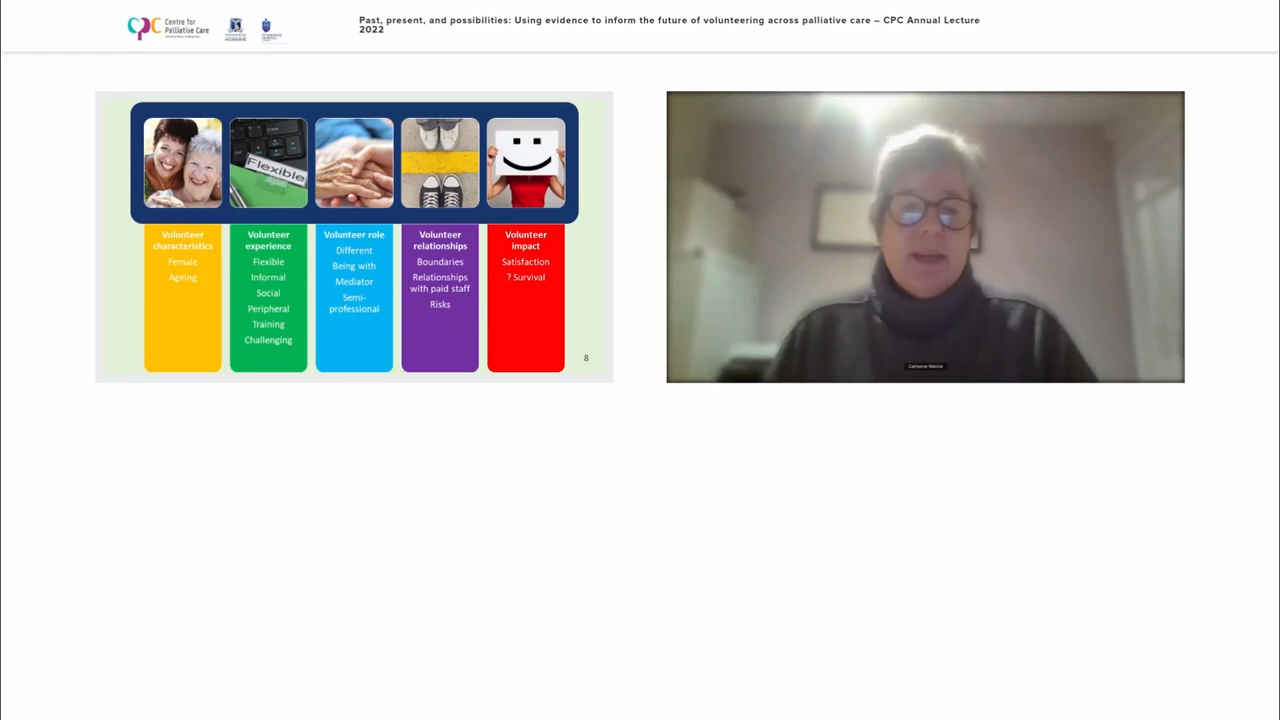 Centre for
Palliative Care
Past, present, and possibilities: Using evidence to inform the future of volunteering across palliative care – CPC Annual Lecture
2022
Flexible
Volunteer
characteristics
Female
Ageing
Volunteer
experience
Flexible
Informal
Social
Peripheral
Training
Challenging
Volunteer role
Different
Being with
Mediator
Semi-
professional
Volunteer
relationships
Boundaries
Relationships
with paid staff
Risks
Volunteer
impact
Satisfaction
? Survival
8
Catherine Walshe